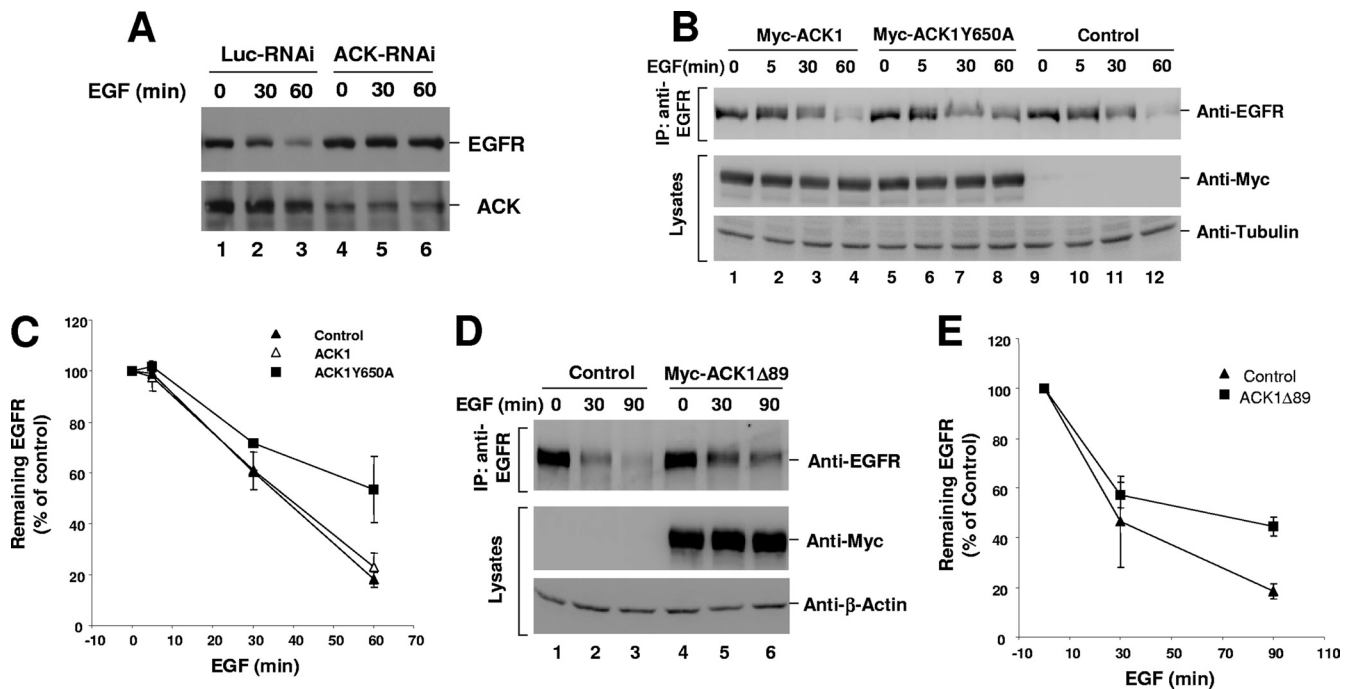 A
Luc-RNAi ACK-RNAi
EGF (min) 0 30 60 0 30 60
EGFR
ACK
1 2 3 4 5 6
B
Myc-ACK1 Myc-ACK1Y650A Control
EGF(min) 0 5 30 60 0 5 30 60 0 5 30 60
IP: anti-
EGFR
Anti-EGFR
Lysates
Anti-Myc
Anti-Tubulin
1 2 3 4 5 6 7 8 9 10 11 12
C
Remaining EGFR
(% of control)
120
100
80
60
40
20
0
-10 0 10 20 30 40 50 60 70
EGF (min)
Control
ACK1
ACK1Y650A
D
Control Myc-ACK1Δ89
EGF (min) 0 30 90 0 30 90
IP: anti-
EGFR
Anti-EGFR
Lysates
Anti-Myc
Anti-β-Actin
1 2 3 4 5 6
E
Remaining EGFR
(% of Control)
120
100
80
60
40
20
0
-10 10 30 50 70 90 110
EGF (min)
Control
ACK1Δ89